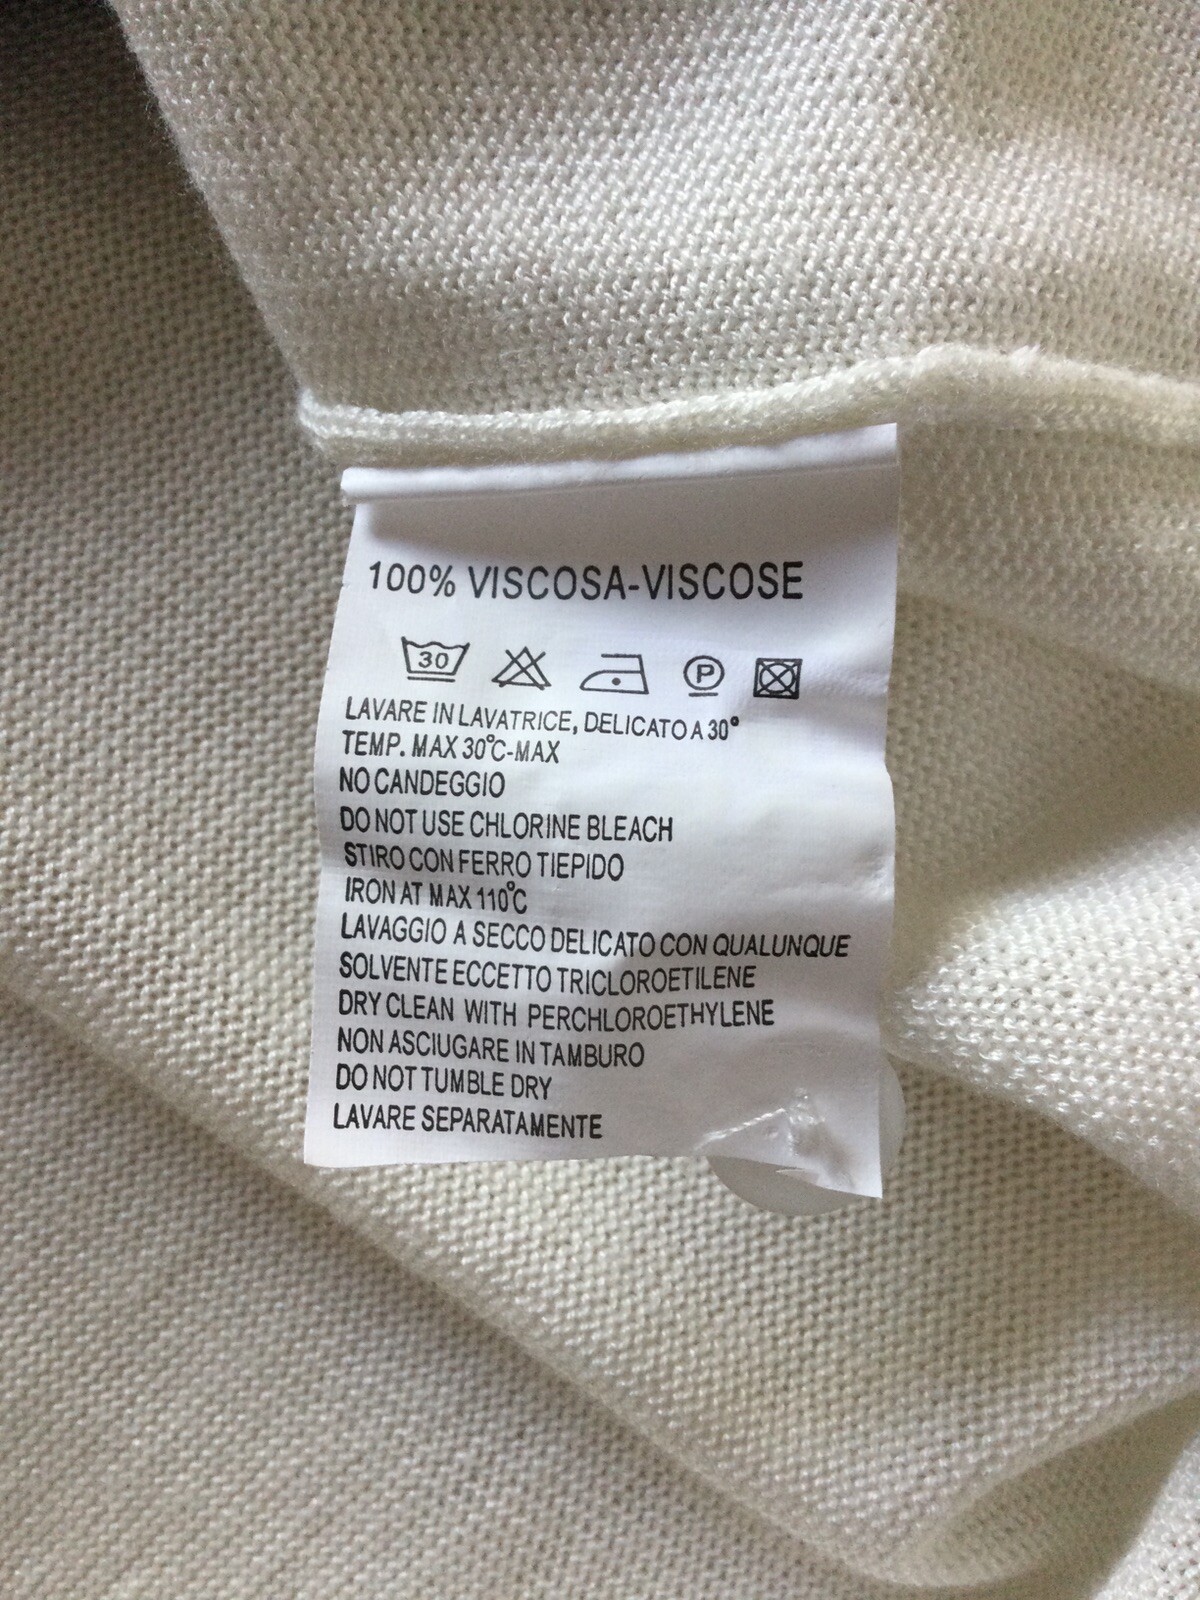 100% VISCOSA-VISCOSE
30 P
LAVARE IN LAVATRICE, DELICATO A 30°
TEMP. MAX 30°C-MAX
NO CANDEGGIO
DO NOT USE CHLORINE BLEACH
STIRO CON FERRO TIEPIDO
IRON AT MAX 110°C
LAVAGGIO A SECCO DELICATO CON QUALUNQUE
SOLVENTE ECCETTO TRICLOROETILENE
DRY CLEAN WITH PERCHLOROETHYLENE
NON ASCIUGARE IN TAMBURO
DO NOT TUMBLE DRY
LAVARE SEPARATAMENTE